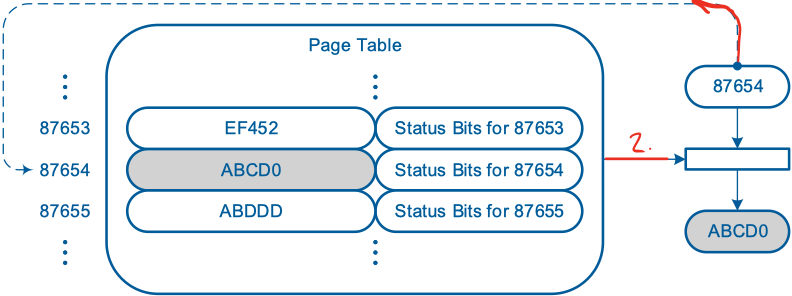 Page Table
87654
87653 EF452 Status Bits for 87653
2.
87654 ABCD0 Status Bits for 87654
87655 ABDDD Status Bits for 87655
ABCD0